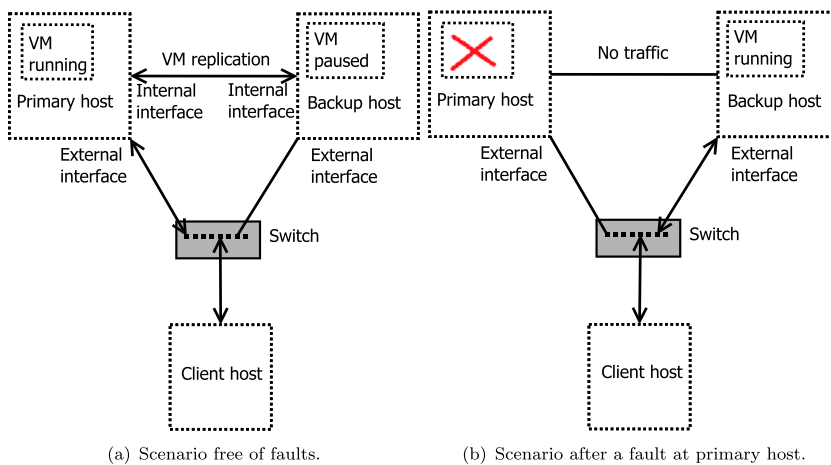 VM
running
Primary host
VM replication
Internal
interface
Internal
interface
VM
paused
Backup host
External
interface
External
interface
Switch
Client host
(a) Scenario free of faults.
Primary host
No traffic
VM
running
Backup host
External
interface
External
interface
Switch
Client host
(b) Scenario after a fault at primary host.